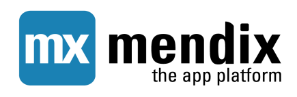 mx mendix
the app platform